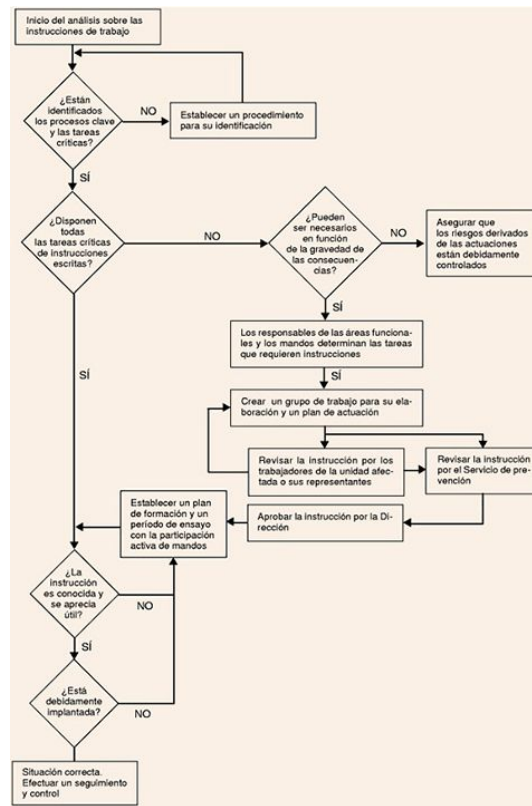 Inicio del análisis sobre las
instrucciones de trabajo
¿Están
identificados
los procesos clave
y las tareas
críticas?
NO
Establecer un procedimiento
para su identificación
SÍ
¿Disponen
todas
las tareas críticas
de instrucciones
escritas?
NO
¿Pueden
ser necesarios
en función
de la gravedad de
las consecuen-
cias?
NO
Asegurar que
los riesgos derivados
de las actuaciones
están debidamente
controlados
SÍ
Los responsables de las áreas funciona-
les y los mandos determinan las tareas
que requieren instrucciones
SÍ
SÍ
Crear un grupo de trabajo para su ela-
boración y un plan de actuación
Revisar la instrucción por los
trabajadores de la unidad afec-
tada o sus representantes
Revisar la instrucción
por el Servicio de pre-
vención
Establecer un plan
de formación y un
período de ensayo
con la participación
activa de mandos
Aprobar la instrucción por la Di-
rección
¿La
instrucción
es conocida y
se aprecia
útil?
NO
SÍ
¿Está
debidamente
implantada?
NO
Situación correcta.
Efectuar un seguimiento
y control